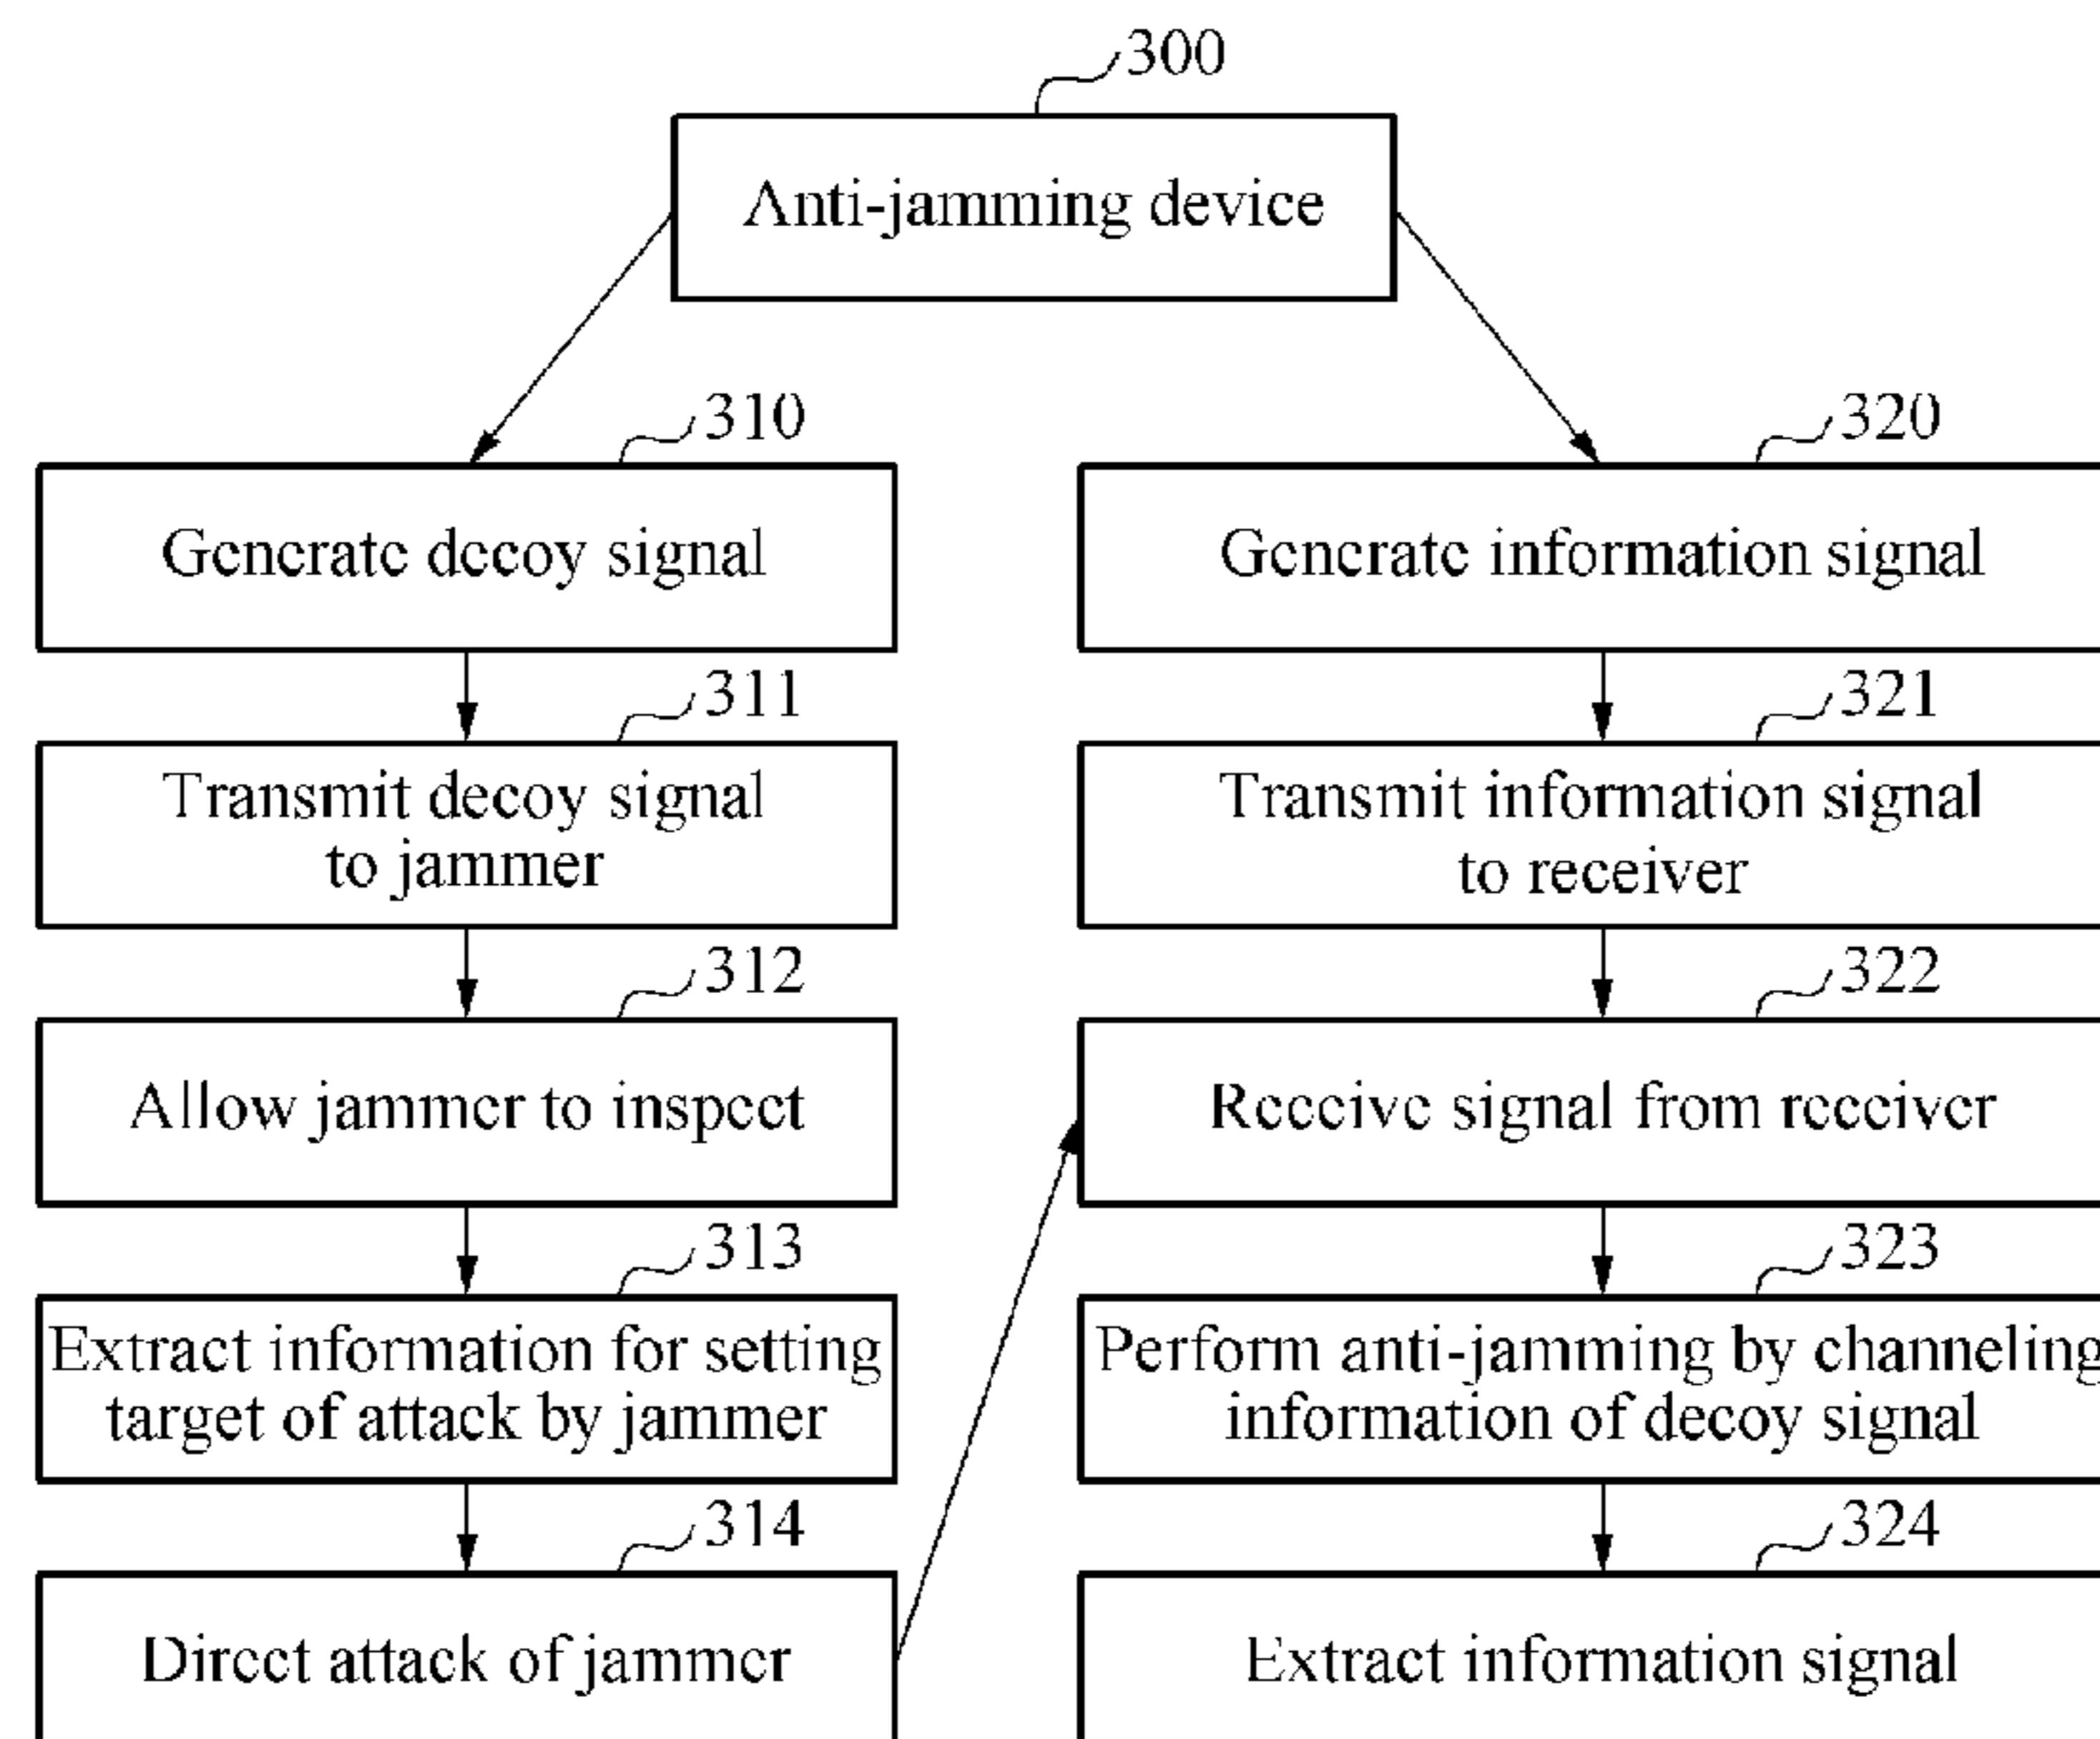 300
Anti-jamming device
310
Generate decoy signal
311
Transmit decoy signal
to jammer
312
Allow jammer to inspect
313
Extract information for setting
target of attack by jammer
314
Direct attack of jammer
320
Generate information signal
321
Transmit information signal
to receiver
322
Receive signal from receiver
323
Perform anti-jamming by channeling
information of decoy signal
324
Extract information signal